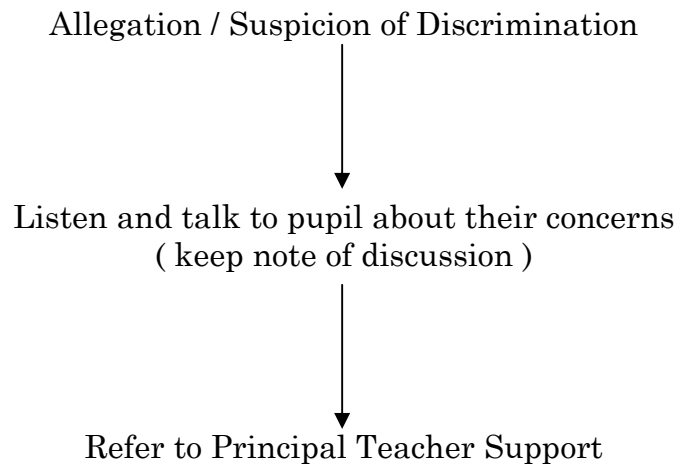 Allegation / Suspicion of Discrimination
Listen and talk to pupil about their concerns
( keep note of discussion )
Refer to Principal Teacher Support